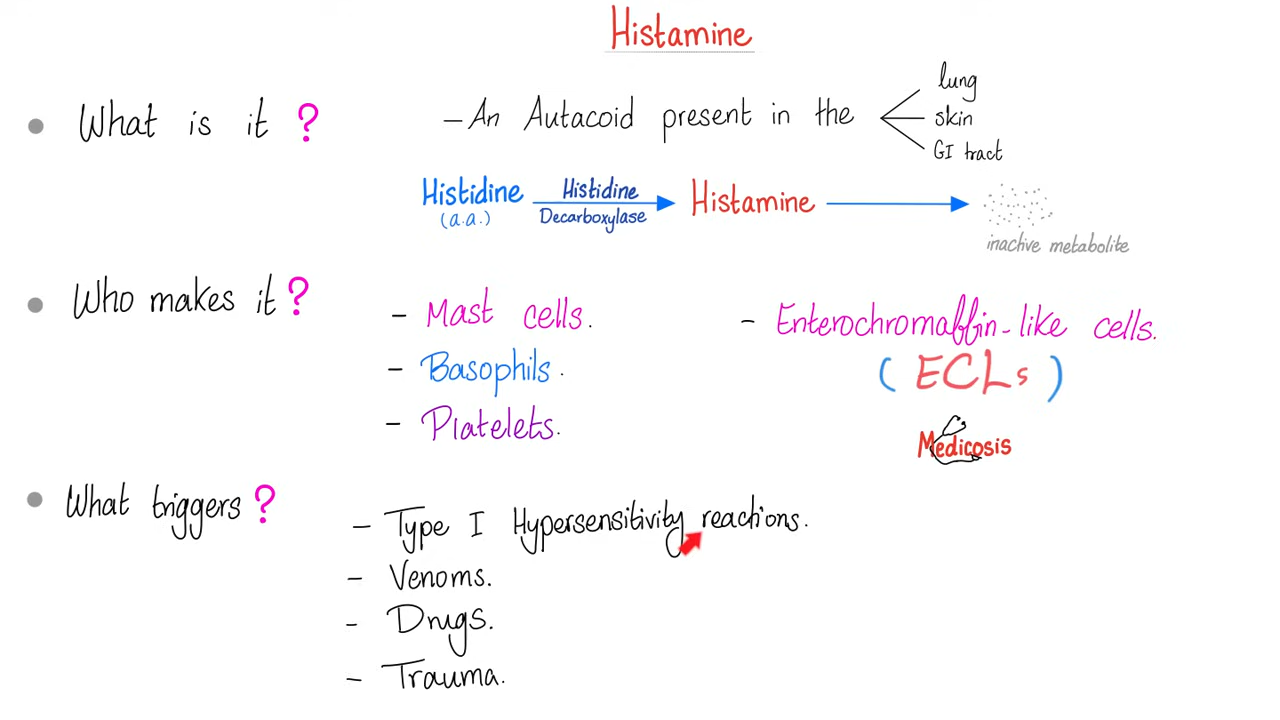 Histamine
• What is it ?
– An Autacoid present in the
lung
skin
GI tract
Histidine
(a.a.)
Histidine
Decarboxylase
Histamine
inactive metabolite
• Who makes it ?
– Mast cells.
– Basophils.
– Platelets.
– Enterochromaffin-like cells.
( ECLs )
Medicosis
• What triggers ?
– Type I Hypersensitivity reactions.
– Venoms.
– Drugs.
– Trauma.